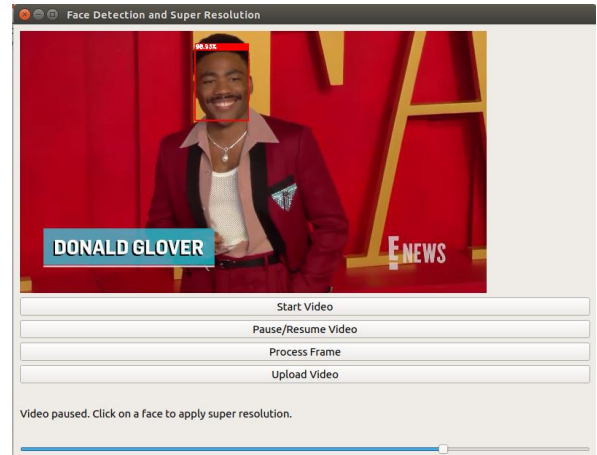 Face Detection and Super Resolution
98.93%
DONALD GLOVER
E NEWS
Start Video
Pause/Resume Video
Process Frame
Upload Video
Video paused. Click on a face to apply super resolution.